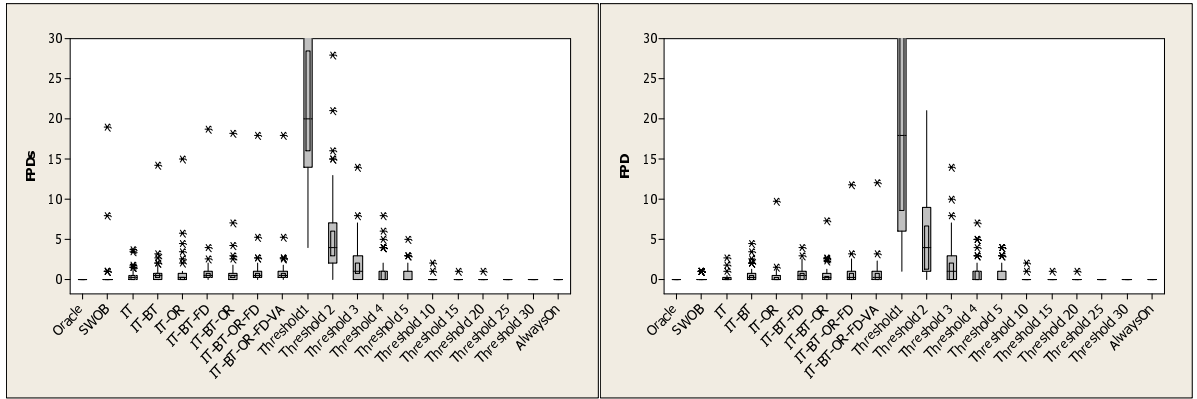 30
25
20
15
10
5
0
FPDs
Oracle
SWOB
IT
IT-BT
IT-OR
IT-BT-FD
IT-BT-OR
IT-BT-OR-FD
IT-BT-OR-FD-VA
Threshold1
Threshold 2
Threshold 3
Threshold 4
Threshold 5
Threshold 10
Threshold 15
Threshold 20
Threshold 25
Threshold 30
AlwaysOn
30
25
20
15
10
5
0
FPD
Oracle
SWOB
IT
IT-BT
IT-OR
IT-BT-FD
IT-BT-OR
IT-BT-OR-FD
IT-BT-OR-FD-VA
Threshold1
Threshold 2
Threshold 3
Threshold 4
Threshold 5
Threshold 10
Threshold 15
Threshold 20
Threshold 25
Threshold 30
AlwaysOn